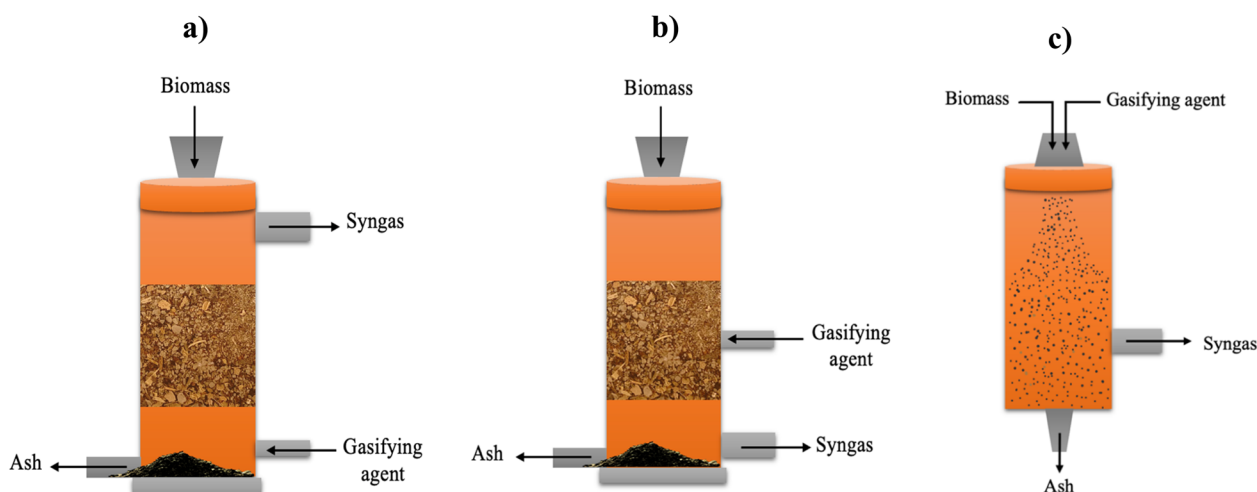 a)
Biomass
Syngas
Gasifying
agent
Ash
b)
Biomass
Gasifying
agent
Syngas
Ash
c)
Biomass
Gasifying agent
Syngas
Ash